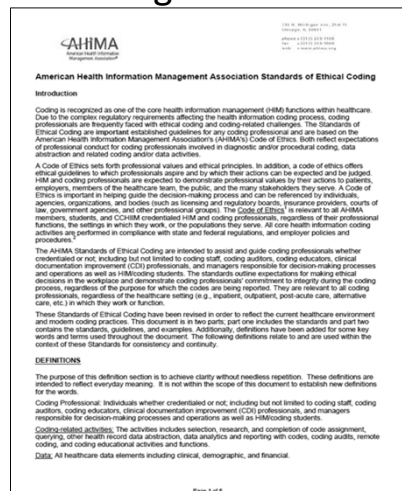 AHIMA
American Health Information
Management Association®
American Health Information Management Association Standards of Ethical Coding
Introduction
Coding is recognized as one of the core health information management (HIM) functions within healthcare.
Due to the complex regulatory requirements affecting the health information coding process, coding
professionals are frequently faced with ethical coding and coding-related challenges. The Standards of
Ethical Coding are important established guidelines for any coding professional and are based on the
American Health Information Management Association's (AHIMA's) Code of Ethics. Both reflect expectations
of professional conduct for coding professionals involved in diagnostic and/or procedural coding, data
abstraction and related coding and/or data activities.
A Code of Ethics sets forth professional values and ethical principles. In addition, a code of ethics offers
ethical guidelines to which professionals aspire and by which their actions can be expected and be judged.
HIM and coding professionals are expected to demonstrate professional values by their actions to patients,
employers, members of the healthcare team, the public, and the many stakeholders they serve. A Code of
Ethics is important in helping guide the decision-making process and can be referenced by individuals,
agencies, organizations, and bodies (such as licensing and regulatory boards, insurance providers, courts of
law, government agencies, and other professional groups). The Code of Ethics¹ is relevant to all AHIMA
members, students, and CCHIIM credentialed HIM and coding professionals, regardless of their professional
functions, the settings in which they work, or the populations they serve. All core health information coding
activities are performed in compliance with state and federal regulations, and employer policies and
procedures.²
The AHIMA Standards of Ethical Coding are intended to assist and guide coding professionals whether
credentialed or not; including but not limited to coding staff, coding auditors, coding educators, clinical
documentation improvement (CDI) professionals, and managers responsible for decision-making processes
and operations as well as HIM/coding students. The standards outline expectations for making ethical
decisions in the workplace and demonstrate coding professionals' commitment to integrity during the coding
process, regardless of the purpose for which the codes are being reported. They are relevant to all coding
professionals, regardless of the healthcare setting (e.g., inpatient, outpatient, post-acute care, alternative
care, etc.) in which they work or function.
These Standards of Ethical Coding have been revised in order to reflect the current healthcare environment
and modern coding practices. This document is in two parts; part one includes the standards and part two
contains the standards, guidelines, and examples. Additionally, definitions have been added for some key
words and terms used throughout the document. The following definitions relate to and are used within the
context of these Standards for consistency and continuity.
DEFINITIONS
The purpose of this definition section is to achieve clarity without needless repetition. These definitions are
intended to reflect everyday meaning. It is not within the scope of this document to establish new definitions
for the words.
Coding Professional: Individuals whether credentialed or not; including but not limited to coding staff, coding
auditors, coding educators, clinical documentation improvement (CDI) professionals, and managers
responsible for decision-making processes and operations as well as HIM/coding students.
Coding-related activities: The activities includes selection, research, and completion of code assignment,
querying, other health record data abstraction, data analytics and reporting with codes, coding audits, remote
coding, and coding educational activities and functions.
Data: All healthcare data elements including clinical, demographic, and financial.